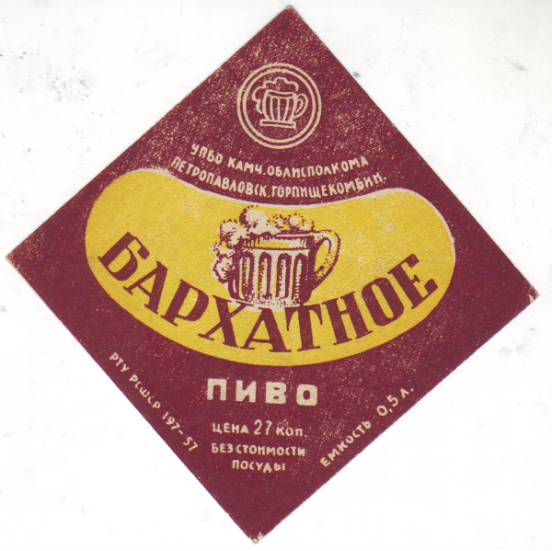 УПБО КАМЧ. ОБЛИСПОЛКОМА
ПЕТРОПАВЛОВСК. ГОРПИЩЕКОМБИН.
БАРХАТНОЕ
ПИВО
ЦЕНА 27 КОП.
БЕЗ СТОИМОСТИ
ПОСУДЫ
РТУ РСФСР 197-57
ЕМКОСТЬ 0,5 Л.